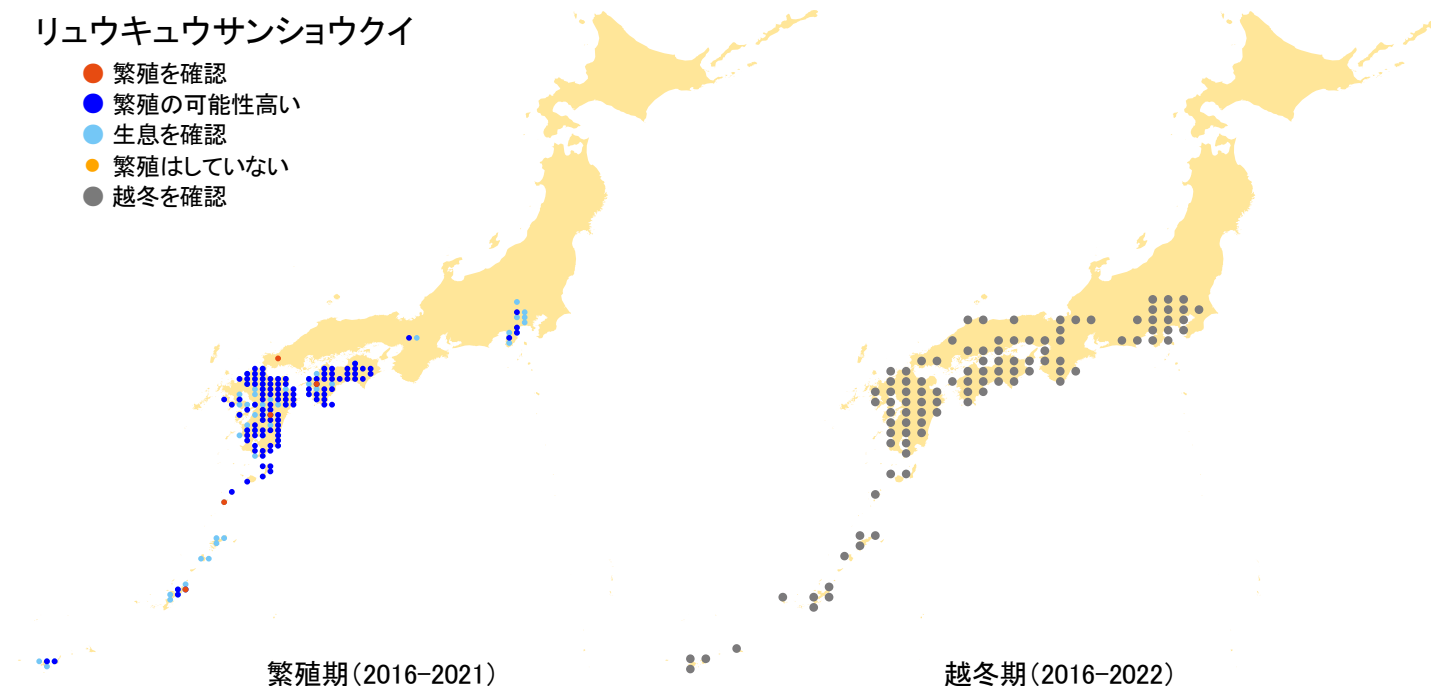 リュウキュウサンショウクイ
繁殖を確認
繁殖の可能性高い
生息を確認
繁殖はしていない
越冬を確認
繁殖期（2016-2021）
越冬期（2016-2022）